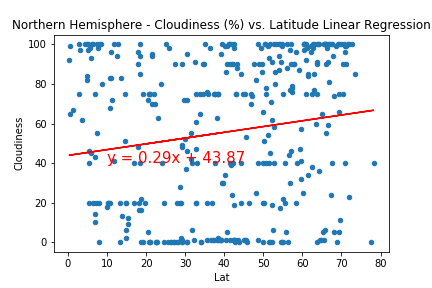 Northern Hemisphere - Cloudiness (%) vs. Latitude Linear Regression
100
80
60
40
20
0
Cloudiness
y = 0.29x + 43.87
0 10 20 30 40 50 60 70 80
Lat